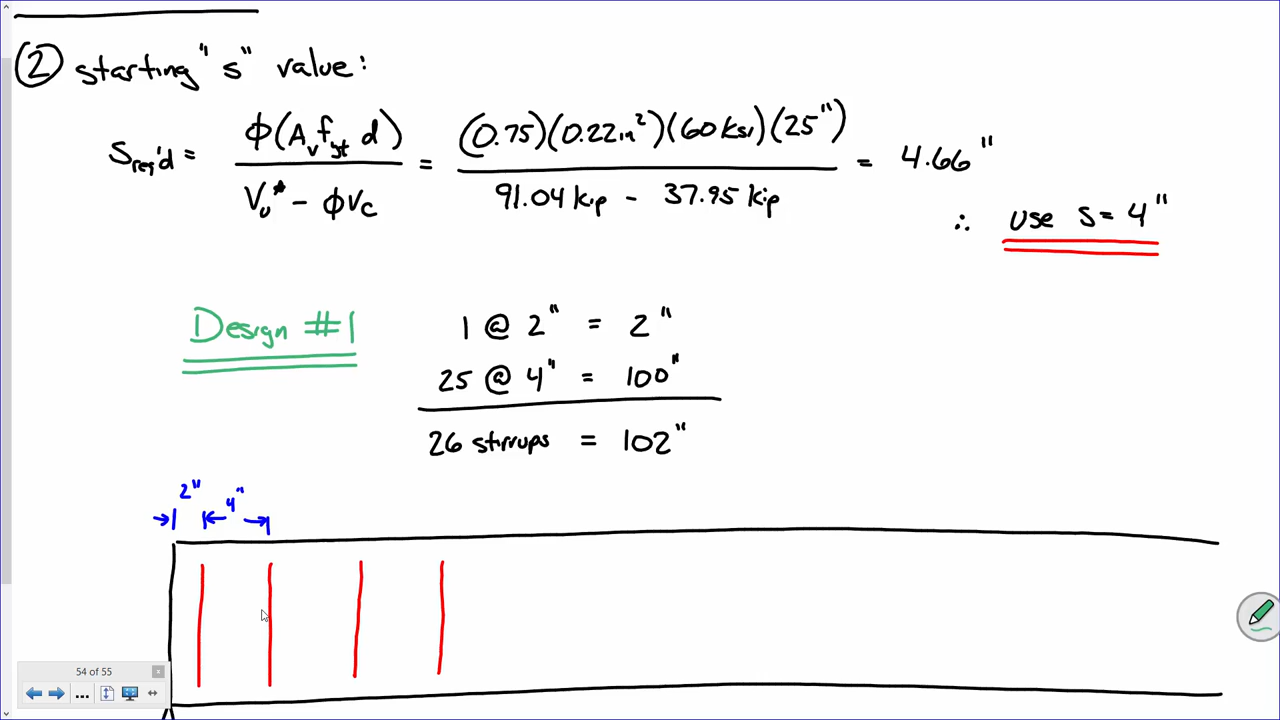 ② starting "s" value:
S_req'd = ϕ(A_v f_yt d) / (V_u* - ϕV_c) = (0.75)(0.22in²)(60 ksi)(25") / (91.04 kip - 37.95 kip) = 4.66"
∴ use s = 4"
Design #1
1 @ 2" = 2"
25 @ 4" = 100"
26 stirrups = 102"
2" 4"
54 of 55
...